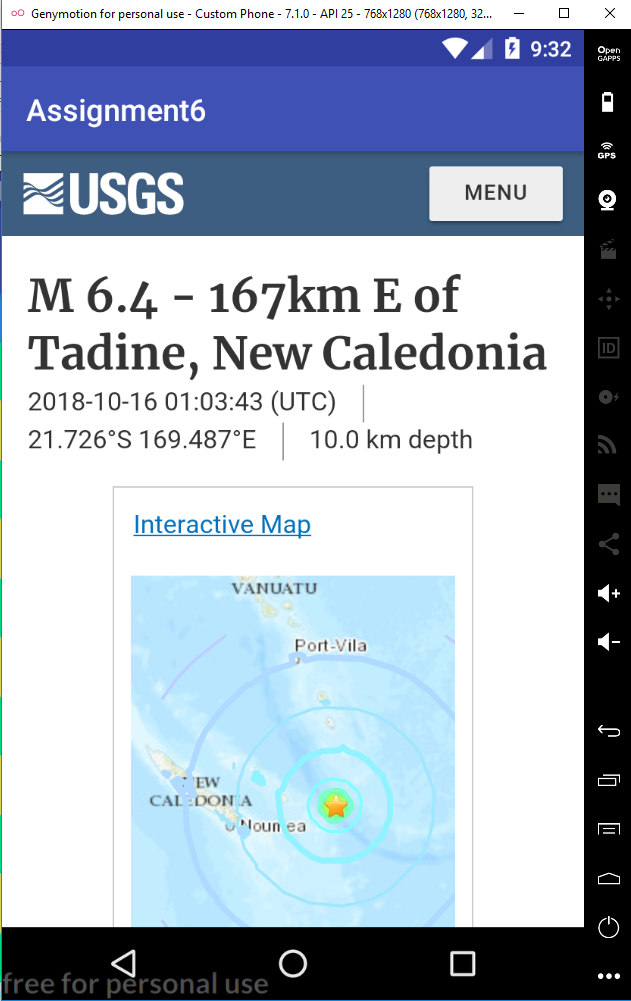 Genymotion for personal use - Custom Phone - 7.1.0 - API 25 - 768x1280 (768x1280, 32...
9:32
Open
GAPPS
Assignment6
GPS
USGS
MENU
M 6.4 - 167km E of
Tadine, New Caledonia
ID
2018-10-16 01:03:43 (UTC)
21.726°S 169.487°E
10.0 km depth
Interactive Map
VANUATU
Port-Vila
NEW
CALEDONIA
Noumea
free for personal use